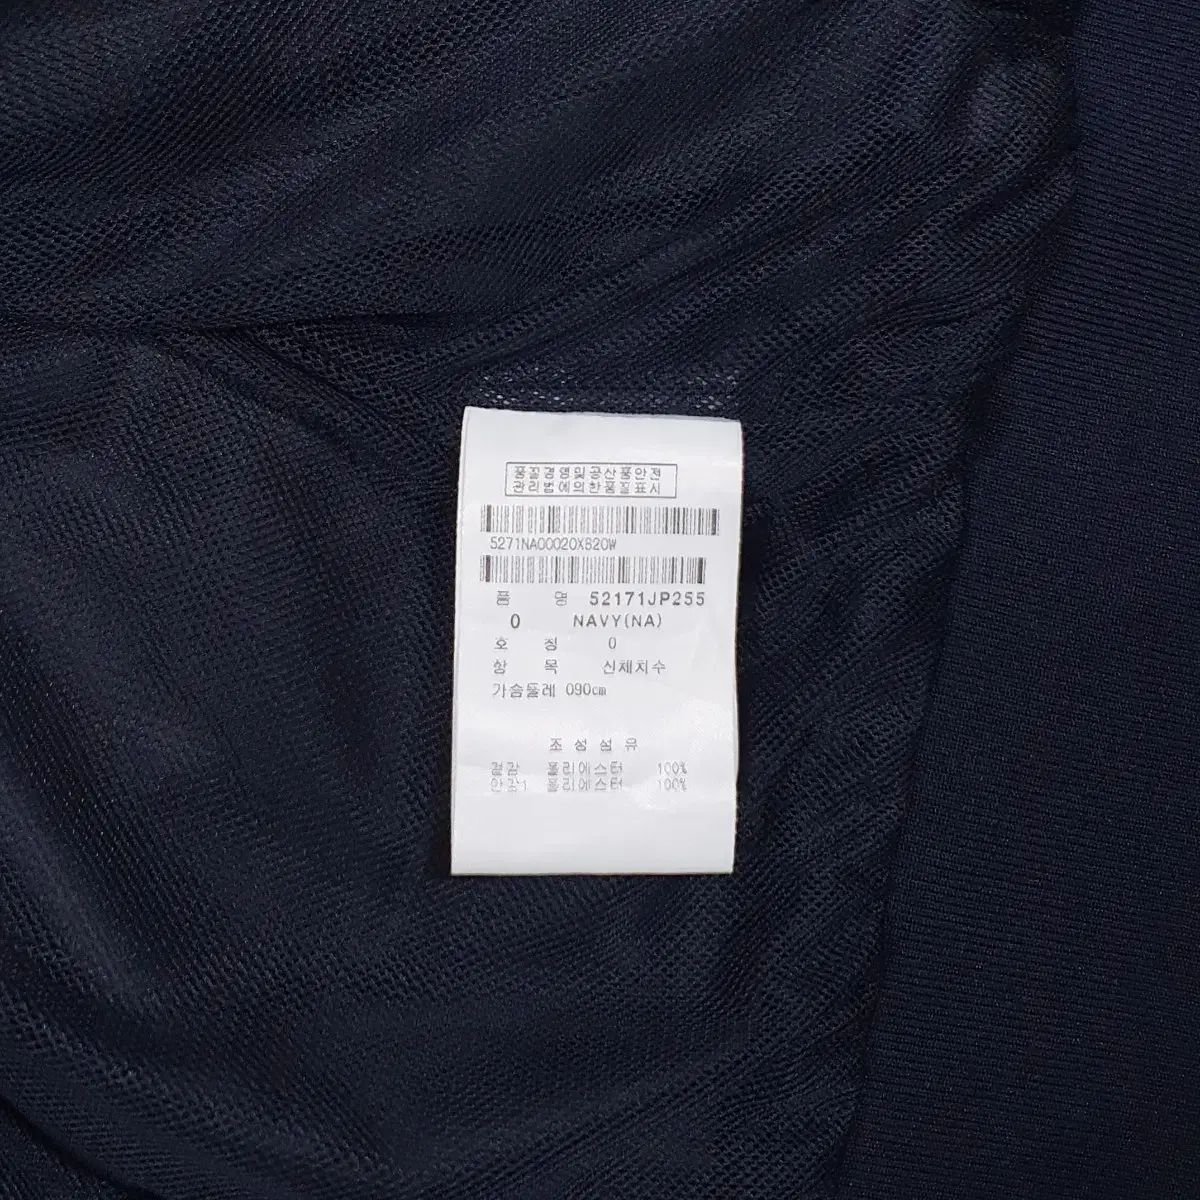 품질경영및공산품안전
관리법에의한품질표시
5271NA00020X820W
품 명 52171JP255
0 NAVY(NA)
호 칭 0
항 목 신체치수
가슴둘레 090cm
조성섬유
겉감 폴리에스터 100%
안감1 폴리에스터 100%